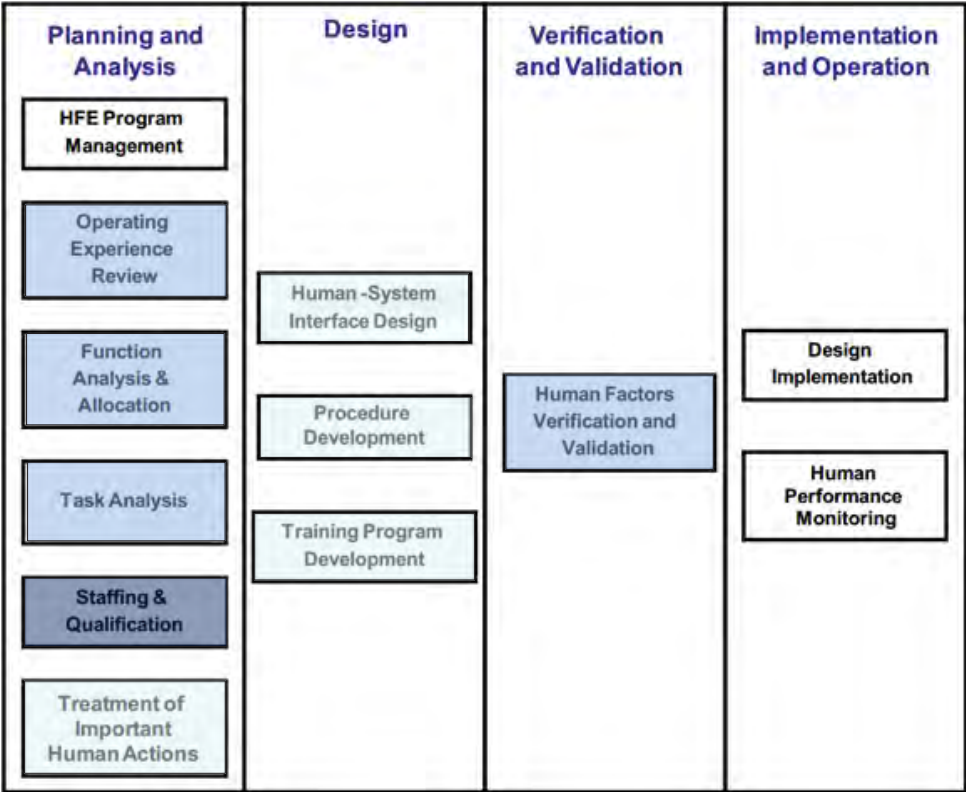 Planning and
Analysis
HFE Program
Management
Operating
Experience
Review
Function
Analysis &
Allocation
Task Analysis
Staffing &
Qualification
Treatment of
Important
Human Actions
Design
Human -System
Interface Design
Procedure
Development
Training Program
Development
Verification
and Validation
Human Factors
Verification and
Validation
Implementation
and Operation
Design
Implementation
Human
Performance
Monitoring